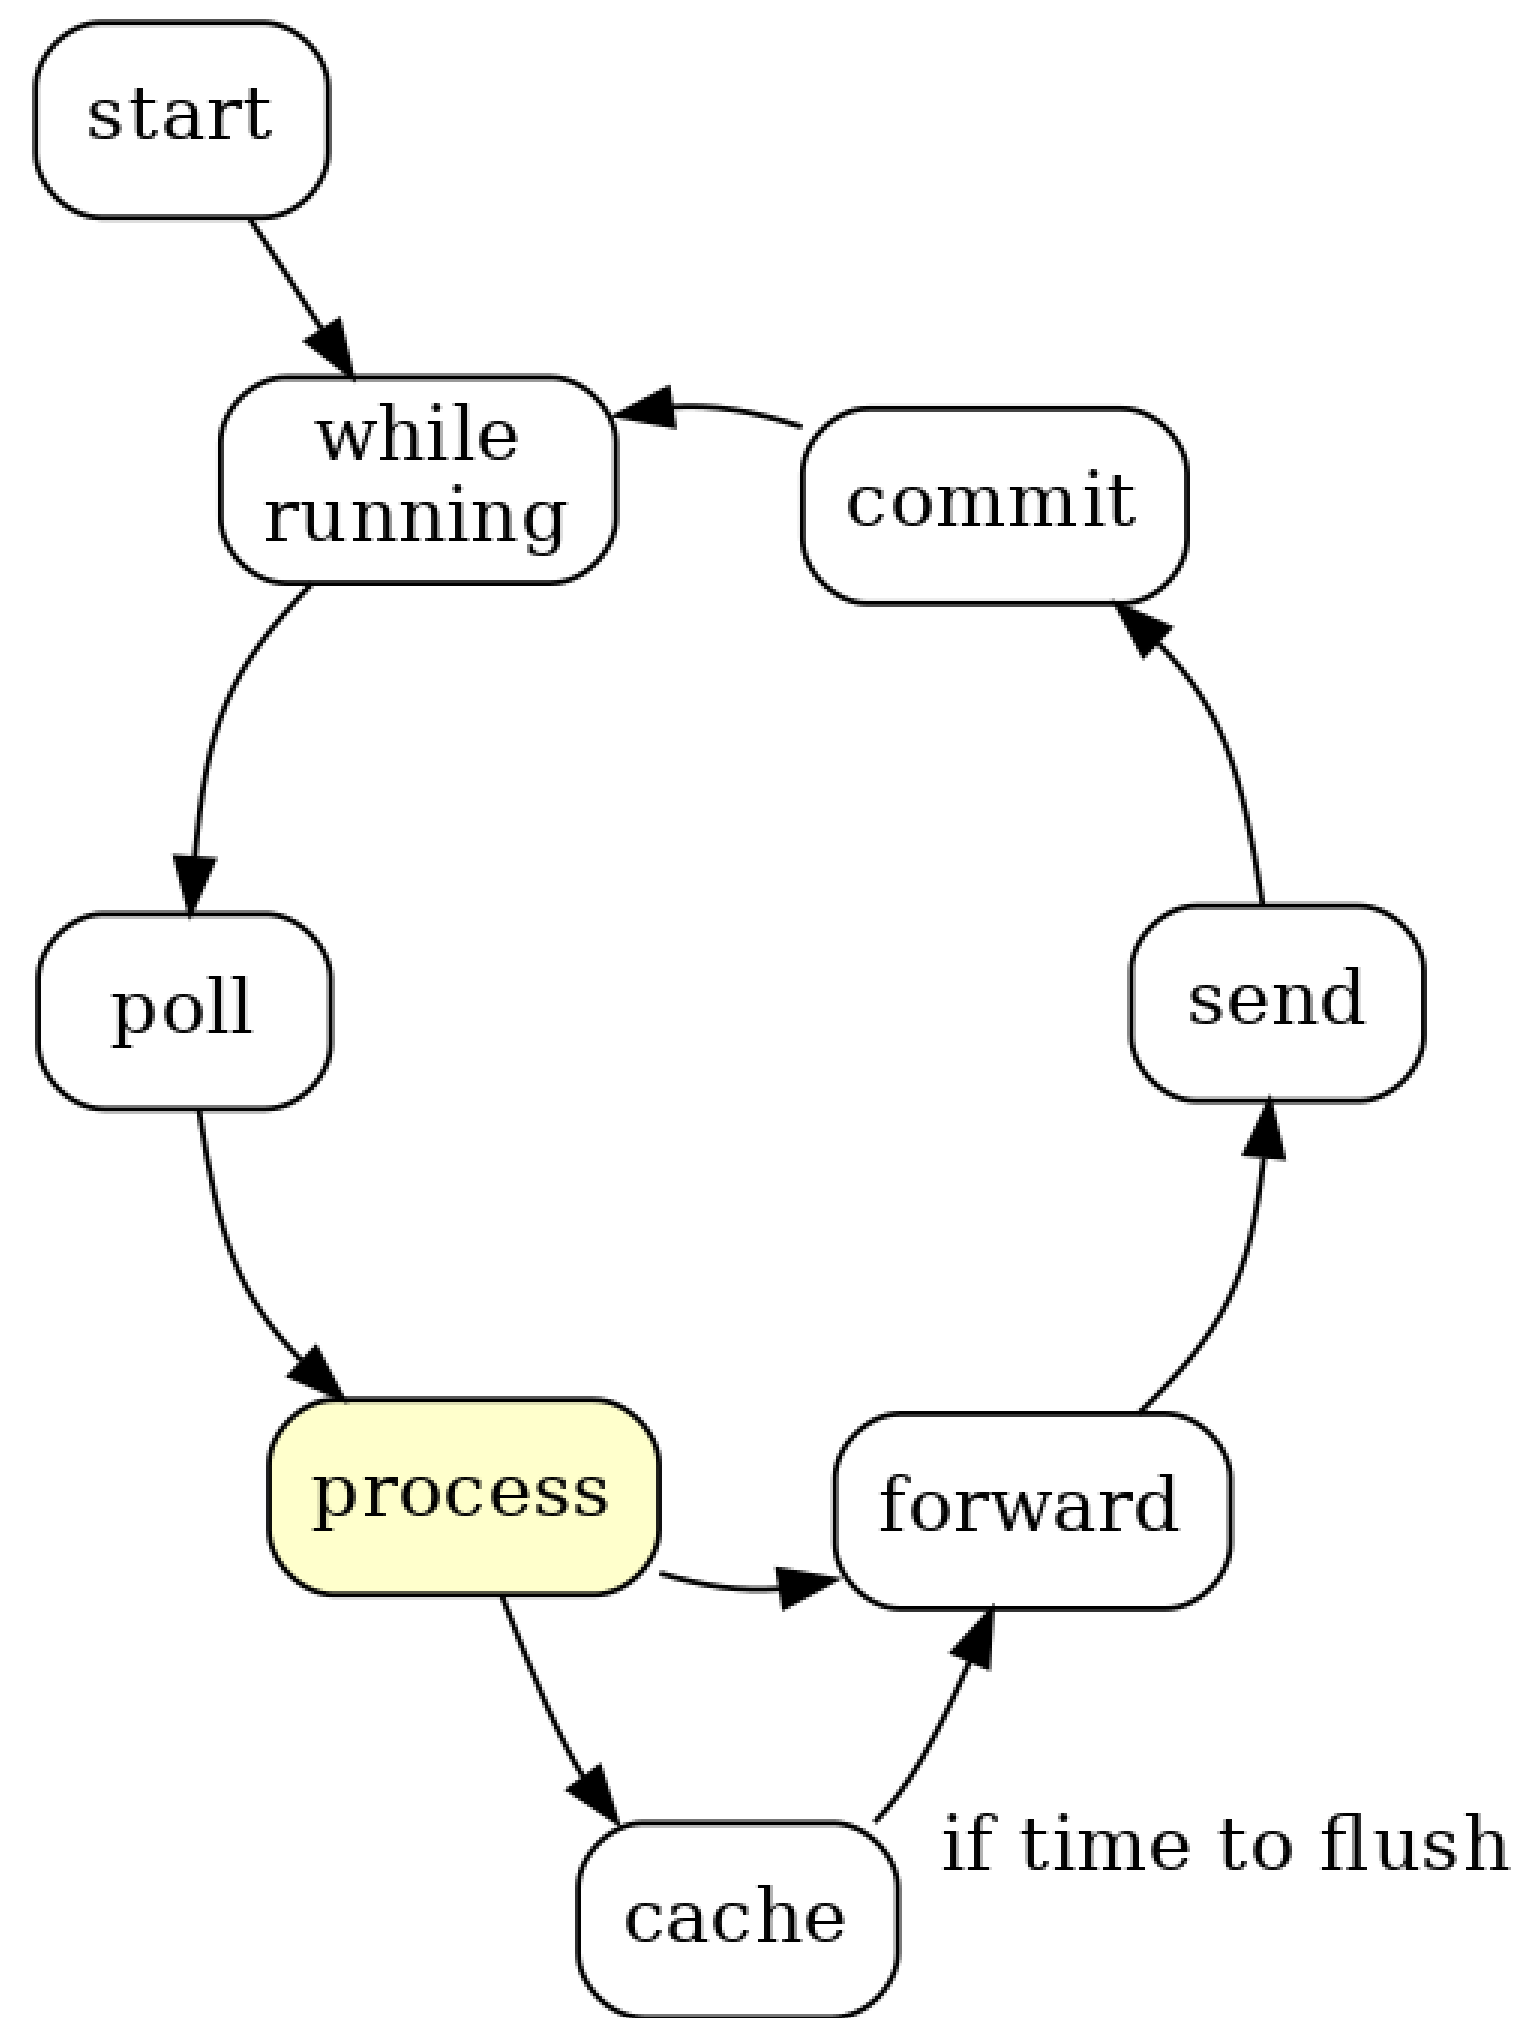 start
while
running
commit
poll
send
process
forward
if time to flush
cache